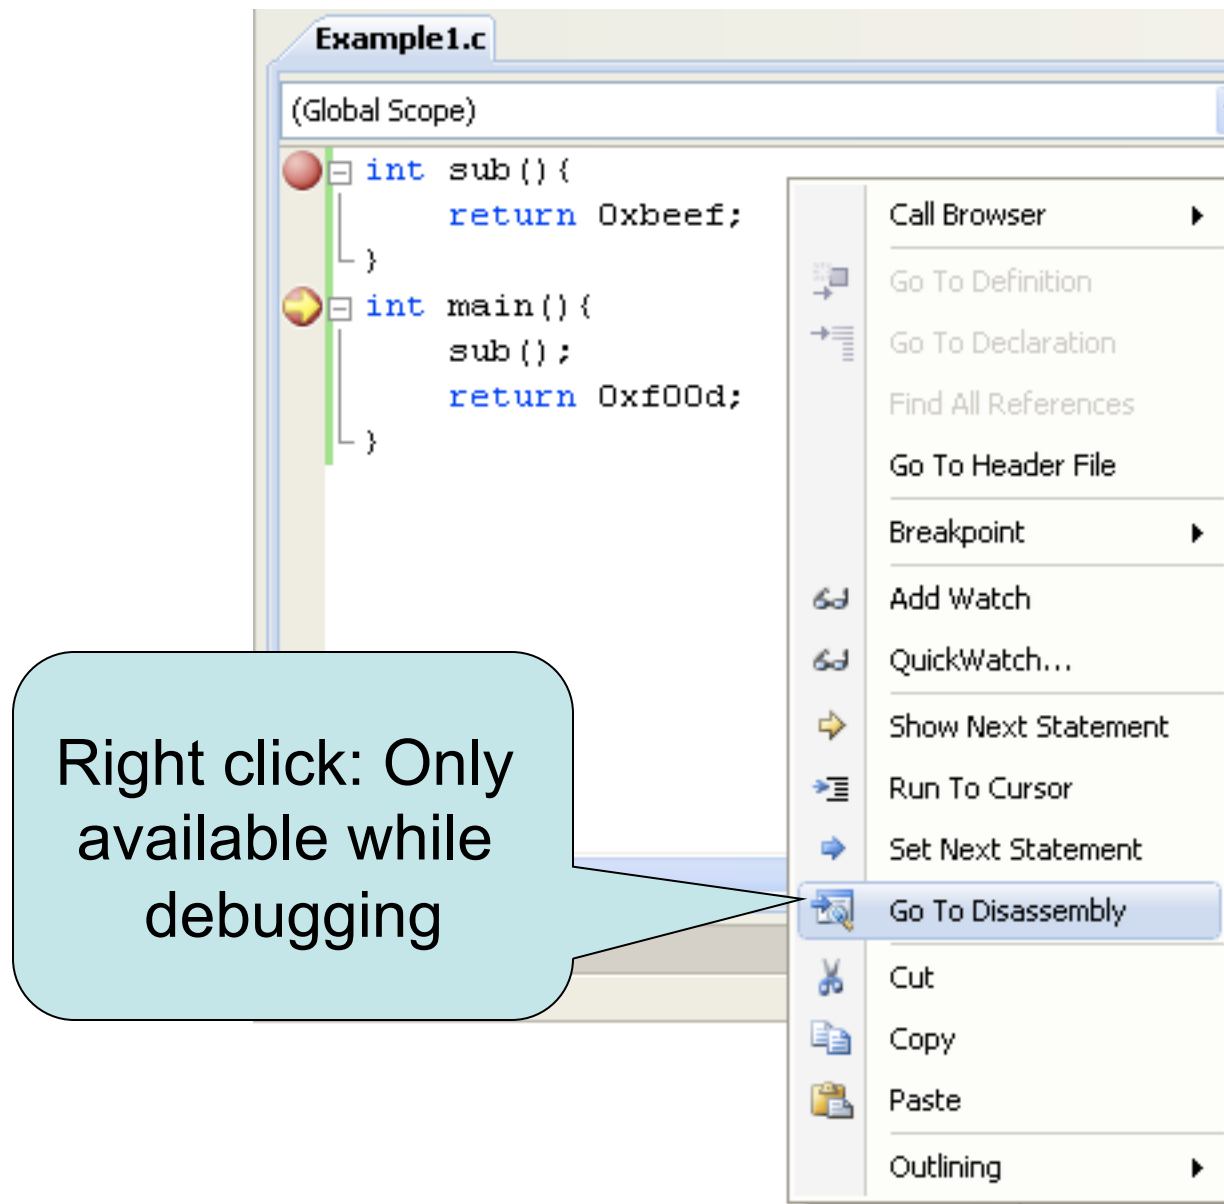 Example1.c
(Global Scope)
int sub(){
return 0xbeef;
}
int main(){
sub();
return 0xf00d;
}
Call Browser
Go To Definition
Go To Declaration
Find All References
Go To Header File
Breakpoint
Add Watch
QuickWatch...
Show Next Statement
Run To Cursor
Set Next Statement
Go To Disassembly
Cut
Copy
Paste
Outlining
Right click: Only
available while
debugging